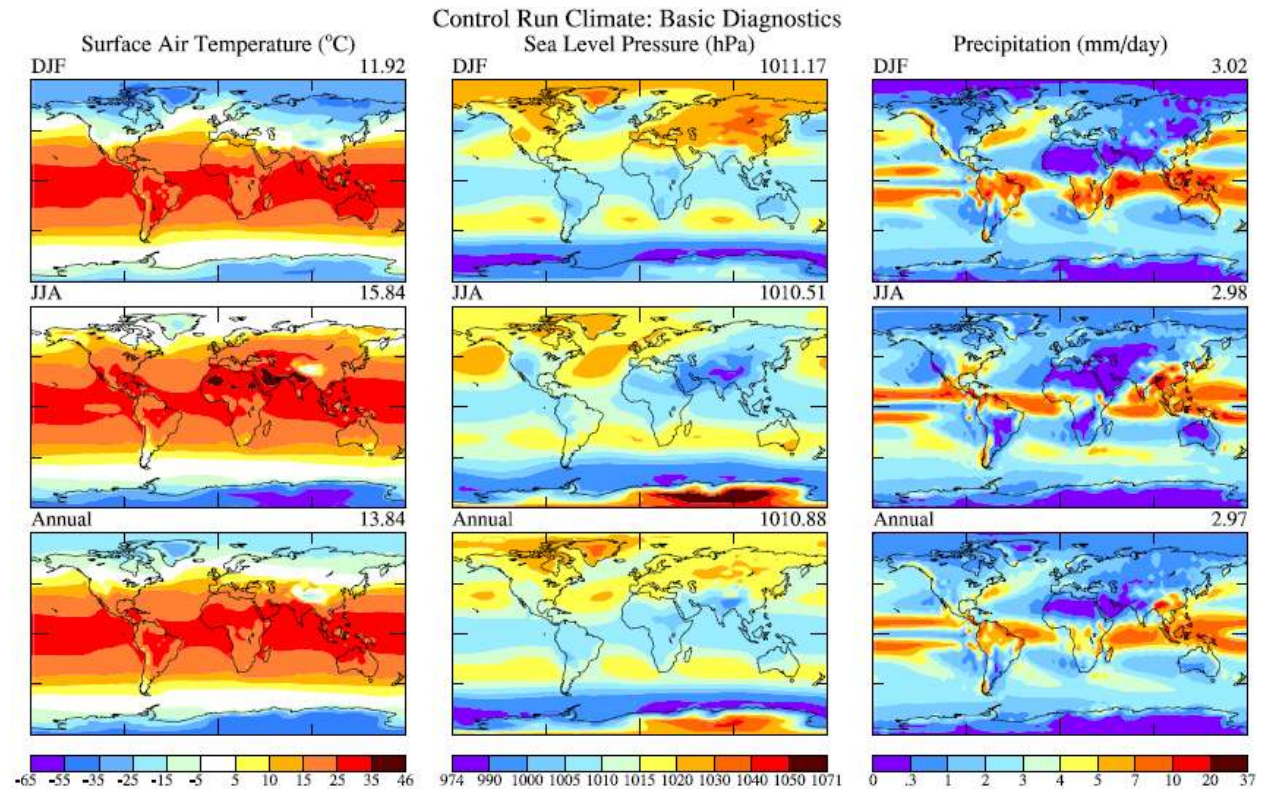 Control Run Climate: Basic Diagnostics
Surface Air Temperature (°C) Sea Level Pressure (hPa) Precipitation (mm/day)
DJF 11.92 DJF 1011.17 DJF 3.02
JJA 15.84 JJA 1010.51 JJA 2.98
Annual 13.84 Annual 1010.88 Annual 2.97
-65 -55 -35 -25 -15 -5 5 10 15 25 35 46 974 990 1000 1005 1010 1015 1020 1030 1040 1050 1071 0 .3 1 2 3 4 5 7 10 20 37